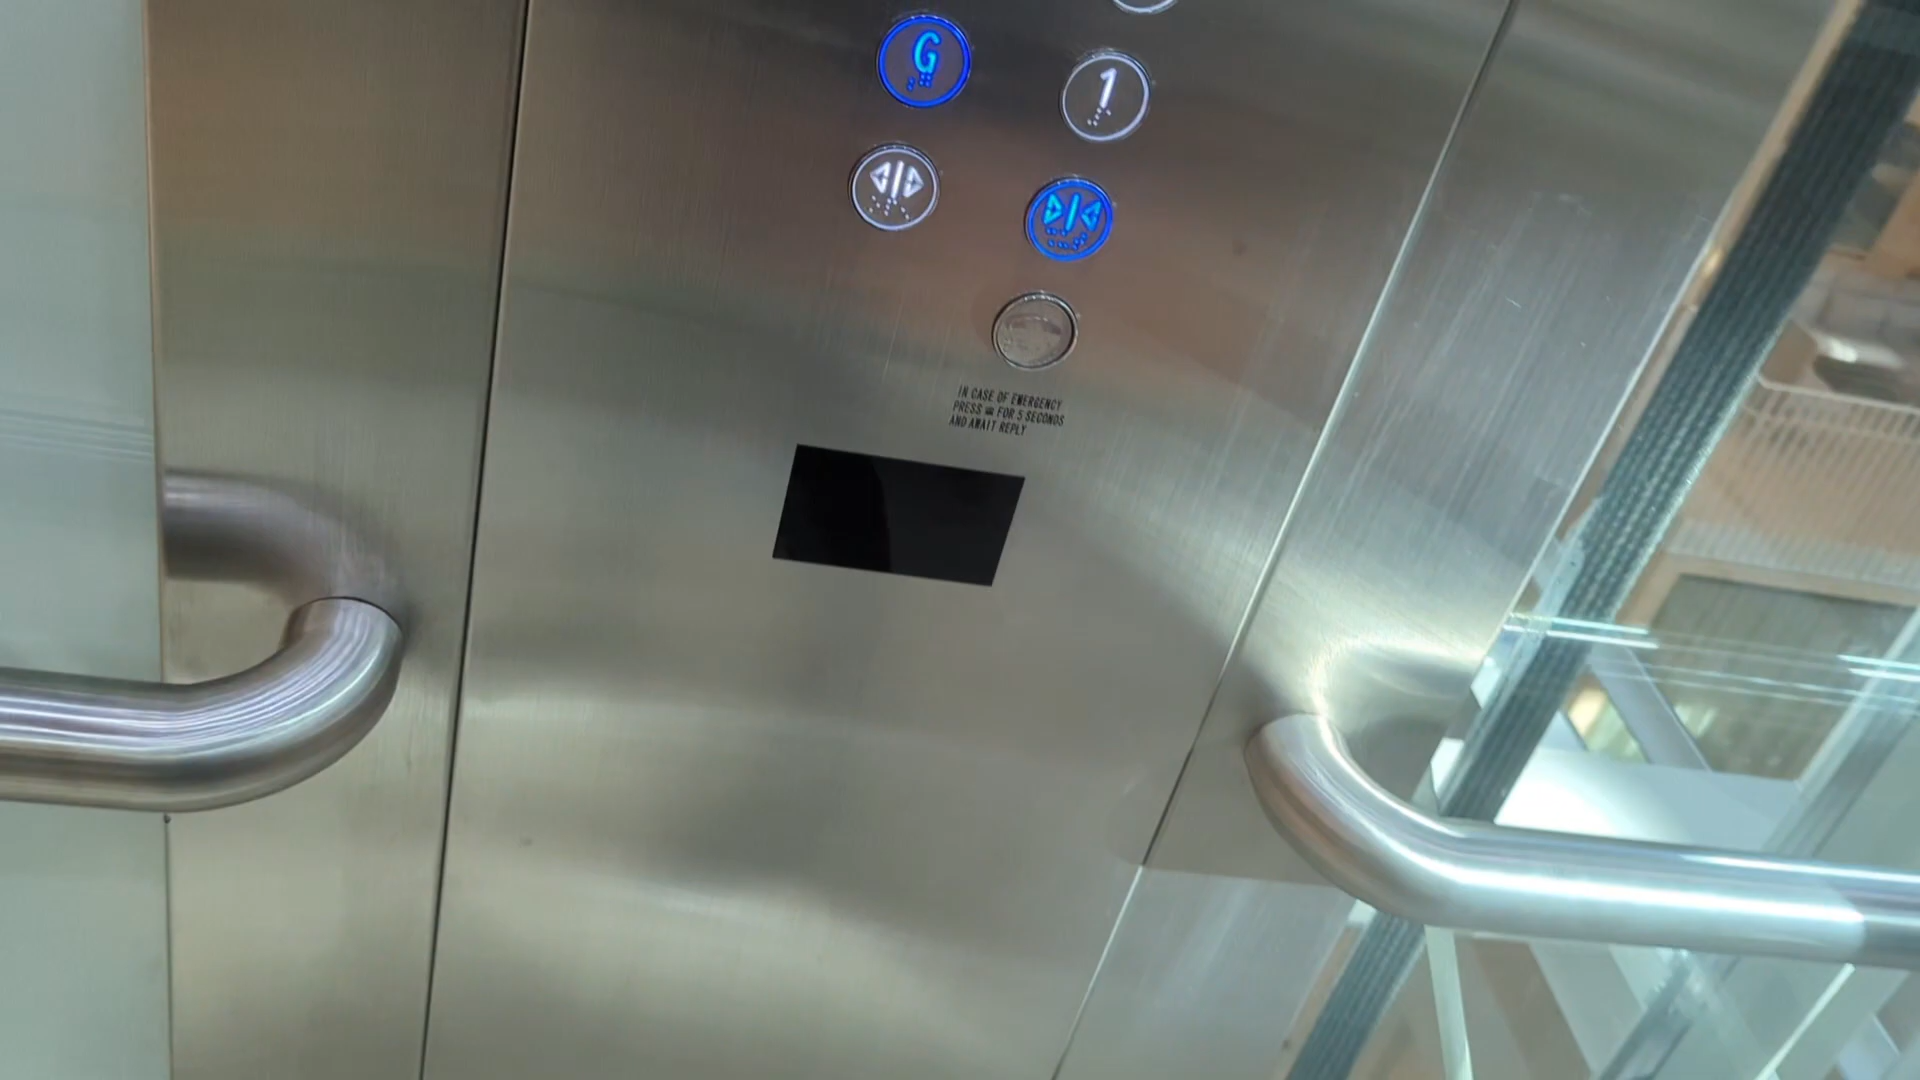 G
1
IN CASE OF EMERGENCY
PRESS FOR 5 SECONDS
AND AWAIT REPLY